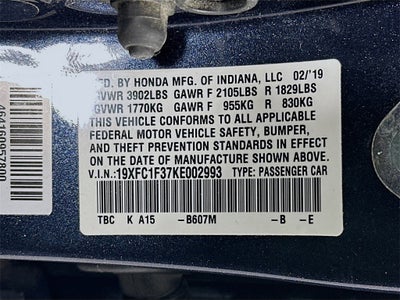 MFD. BY HONDA MFG. OF INDIANA, LLC 02/'19
GVWR 3902LBS GAWR F 2105LBS R 1829LBS
GVWR 1770KG GAWR F 955KG R 830KG
THIS VEHICLE CONFORMS TO ALL APPLICABLE
FEDERAL MOTOR VEHICLE SAFETY, BUMPER,
AND THEFT PREVENTION STANDARDS IN EFFECT
ON THE DATE OF MANUFACTURE SHOWN ABOVE.
V.I.N.: 19XFC1F37KE002993 TYPE: PASSENGER CAR
TBC K A15 -B607M -B -E